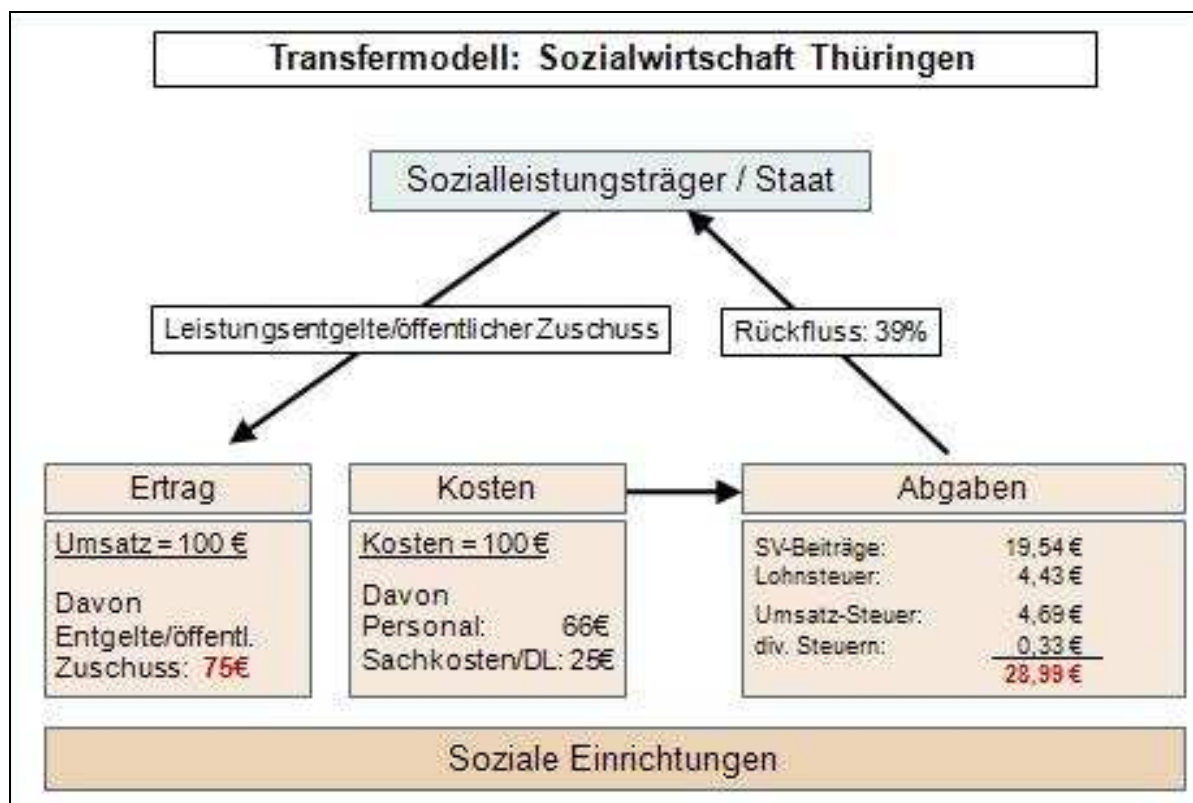 Transfermodell: Sozialwirtschaft Thüringen
Sozialleistungsträger / Staat
Leistungsentgelte/öffentlicher Zuschuss
Rückfluss: 39%
Ertrag
Umsatz = 100 €
Davon
Entgelte/öffentl.
Zuschuss: 75€
Kosten
Kosten = 100 €
Davon
Personal: 66€
Sachkosten/DL: 25€
Abgaben
SV-Beiträge: 19,54 €
Lohnsteuer: 4,43 €
Umsatz-Steuer: 4,69 €
div. Steuern: 0,33 €
28,99 €
Soziale Einrichtungen